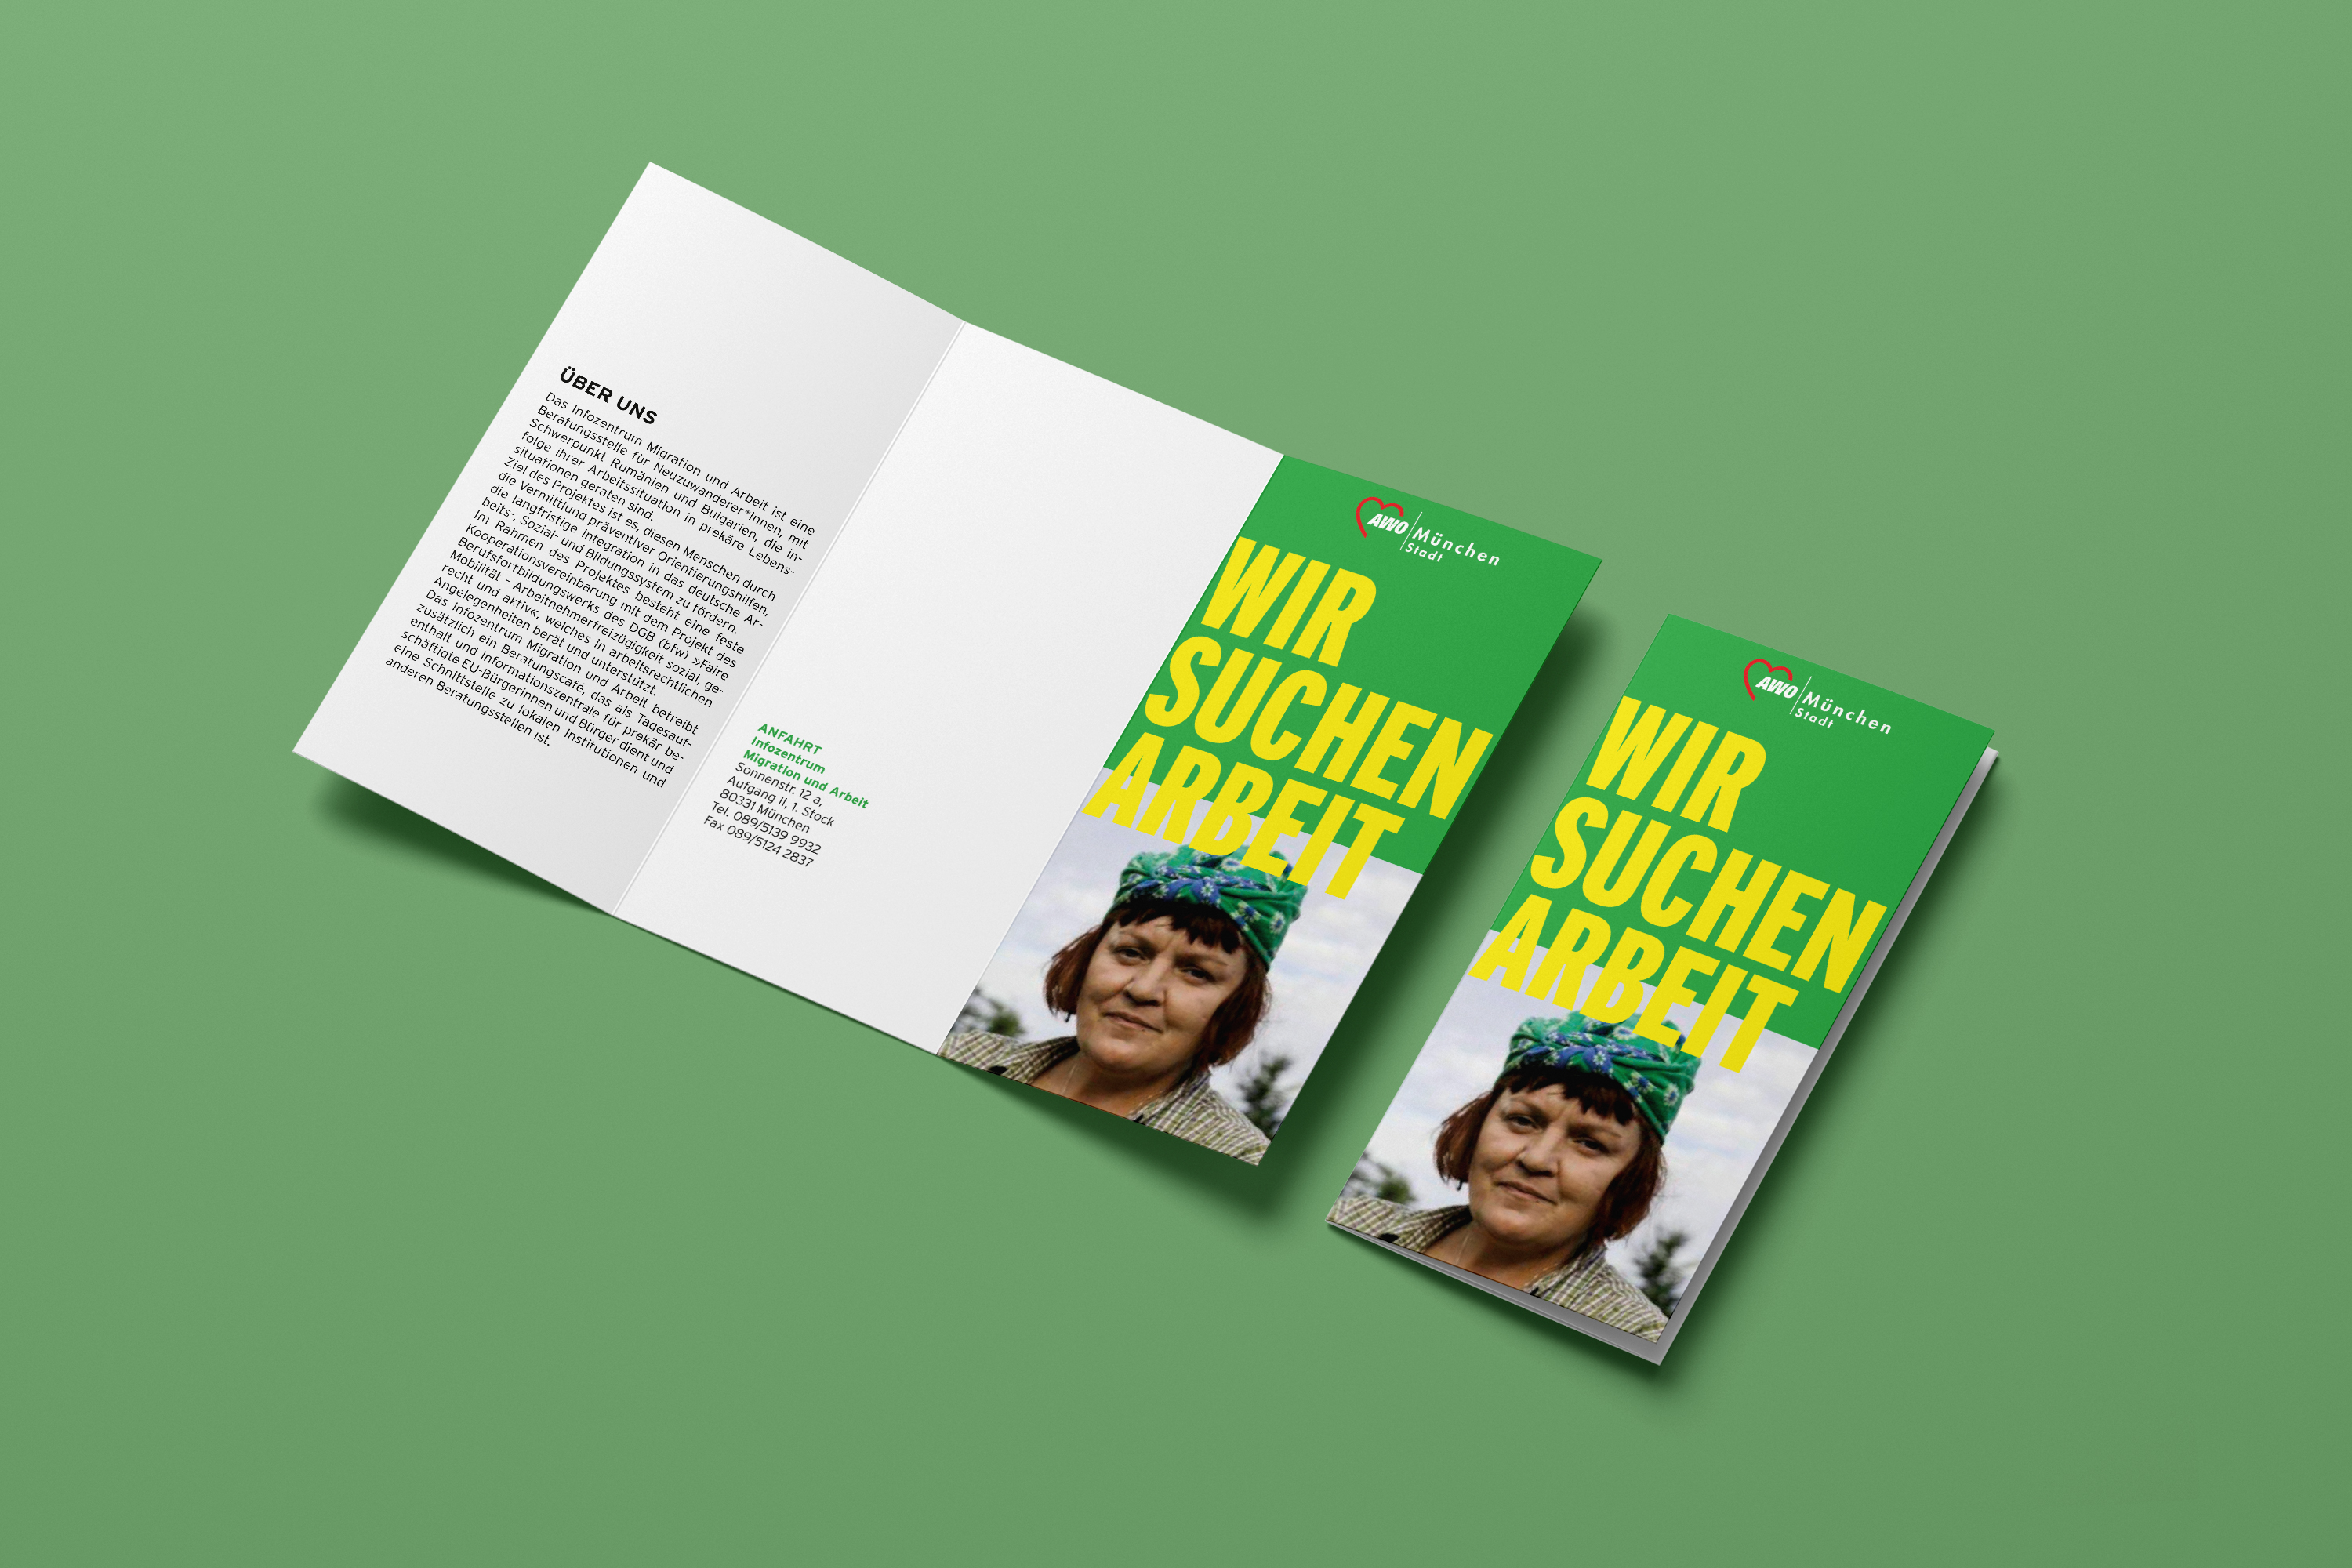 ÜBER UNS
Das Infozentrum Migration und Arbeit ist eine
Beratungsstelle für Neuzuwanderer*innen, mit
Schwerpunkt Rumänien und Bulgarien, die in-
folge ihrer Arbeitssituation in prekäre Lebens-
situationen geraten sind.
Ziel des Projektes ist es, diesen Menschen durch
die Vermittlung präventiver Orientierungshilfen,
die langfristige Integration in das deutsche Ar-
beits-, Sozial- und Bildungssystem zu fördern.
Im Rahmen des Projektes besteht eine feste
Kooperationsvereinbarung mit dem Projekt des
Berufsfortbildungswerks des DGB (bfw) »Faire
Mobilität - Arbeitnehmerfreizügigkeit sozial, ge-
recht und aktiv«, welches in arbeitsrechtlichen
Angelegenheiten berät und unterstützt.
Das Infozentrum Migration und Arbeit betreibt
zusätzlich ein Beratungscafé, das als Tagesauf-
enthalt und Informationszentrale für prekär be-
schäftigte EU-Bürgerinnen und Bürger dient und
eine Schnittstelle zu lokalen Institutionen und
anderen Beratungsstellen ist.
ANFAHRT
Infozentrum
Migration und Arbeit
Sonnenstr. 12 a,
Aufgang II, 1. Stock
80331 München
Tel. 089/5139 9932
Fax 089/5124 2837
AWO München
Stadt
WIR
SUCHEN
ARBEIT
AWO München
Stadt
WIR
SUCHEN
ARBEIT